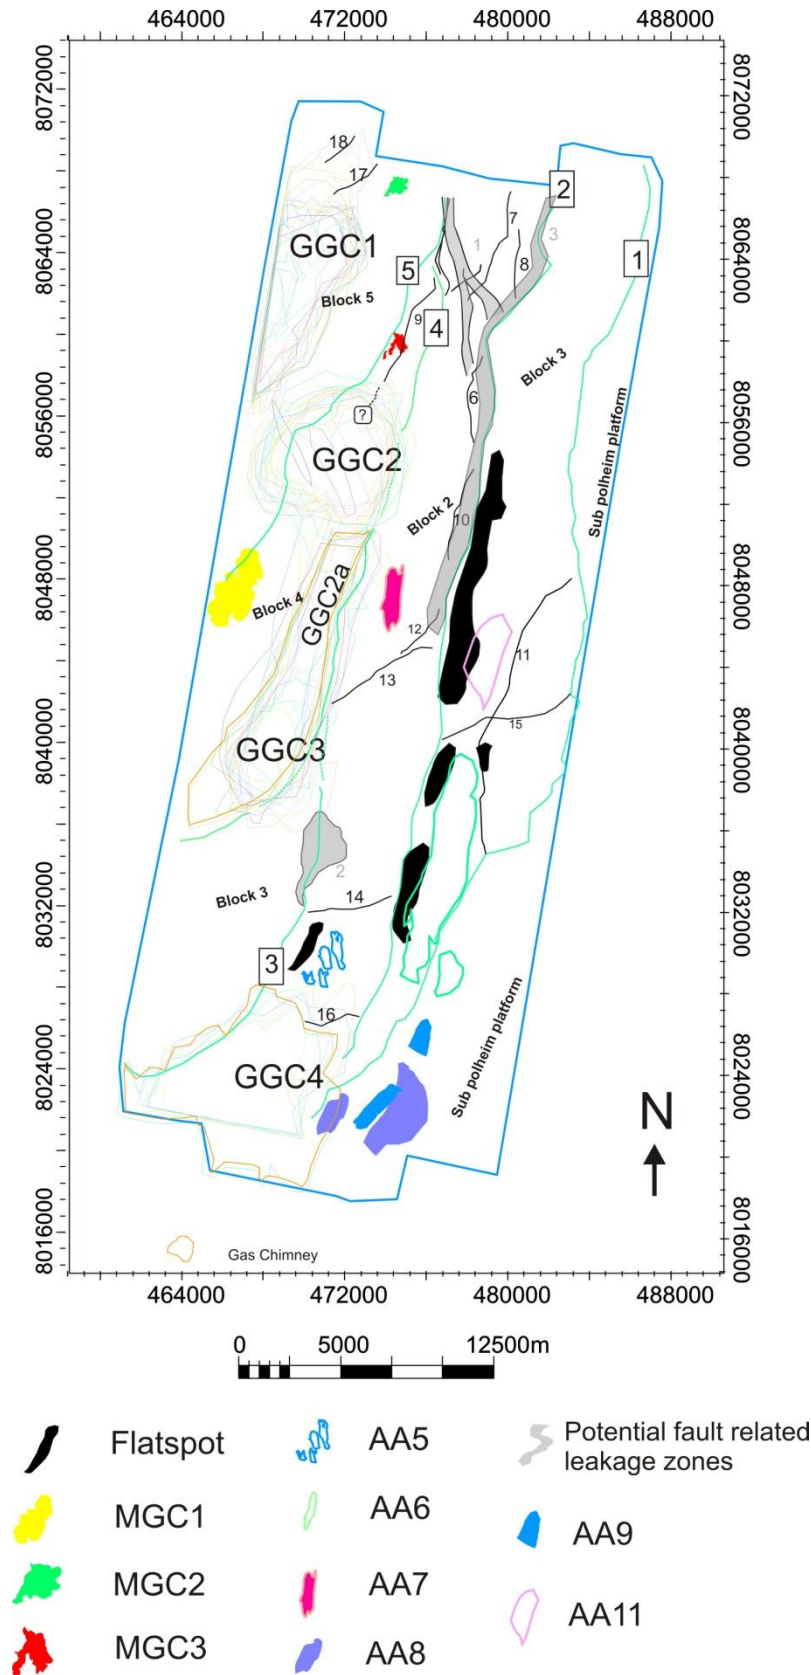 464000 472000 480000 488000
8072000
8072000
18
17
2
7
GGC1
1
3
8064000
8064000
5
8
1
Block 5
9
4
Block 3
6
?
8056000
8056000
GGC2
Sub polheim platform
Block 2
10
GGC2a
8048000
8048000
Block 4
12
11
13
15
GGC3
8040000
8040000
2
Block 3
14
8032000
8032000
3
16
GGC4
8024000
8024000
Sub polheim platform
N
8016000
8016000
Gas Chimney
464000 472000 480000 488000
0 5000 12500m
Flatspot
AA5
Potential fault related
leakage zones
MGC1
AA6
AA9
MGC2
AA7
AA11
MGC3
AA8